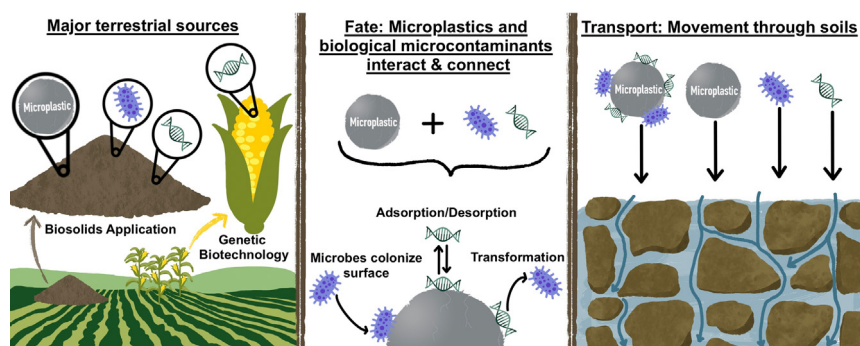 Major terrestrial sources
Microplastic
Biosolids Application
Genetic
Biotechnology
Fate: Microplastics and
biological microcontaminants
interact & connect
Microplastic
+
Adsorption/Desorption
Microbes colonize
surface
Transformation
Transport: Movement through soils
Microplastic
Microplastic